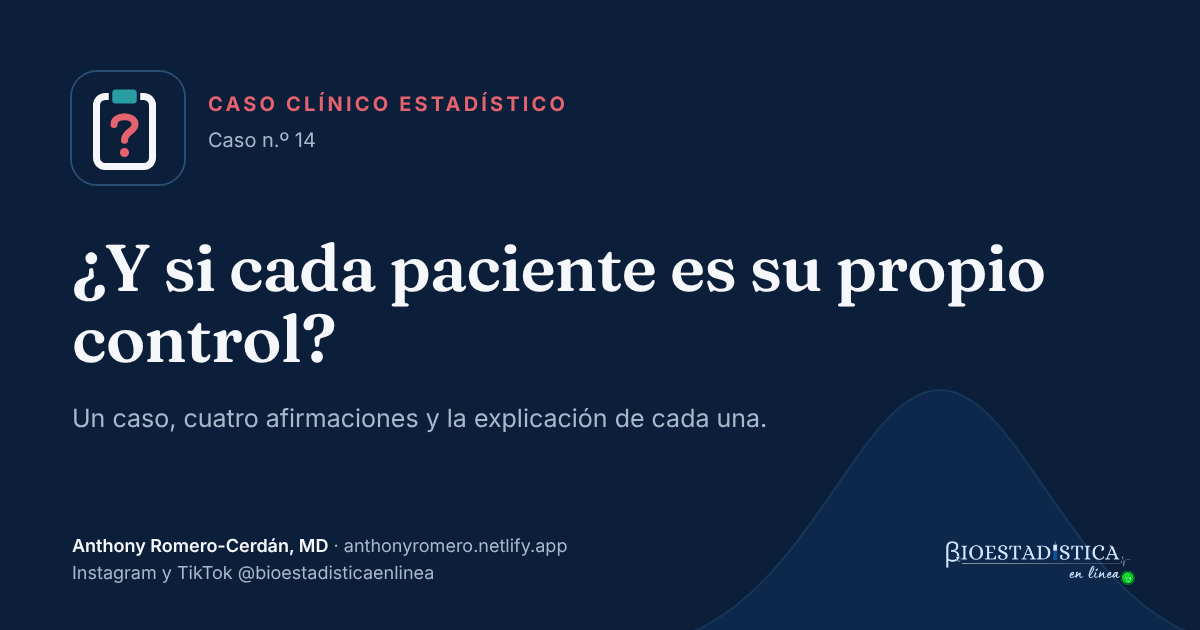 ?
CASO CLÍNICO ESTADÍSTICO
Caso n.º 14
¿Y si cada paciente es su propio
control?
Un caso, cuatro afirmaciones y la explicación de cada una.
Anthony Romero-Cerdán, MD · anthonyromero.netlify.app
Instagram y TikTok @bioestadisticaenlinea
βIOESTADÍSTICA
en línea